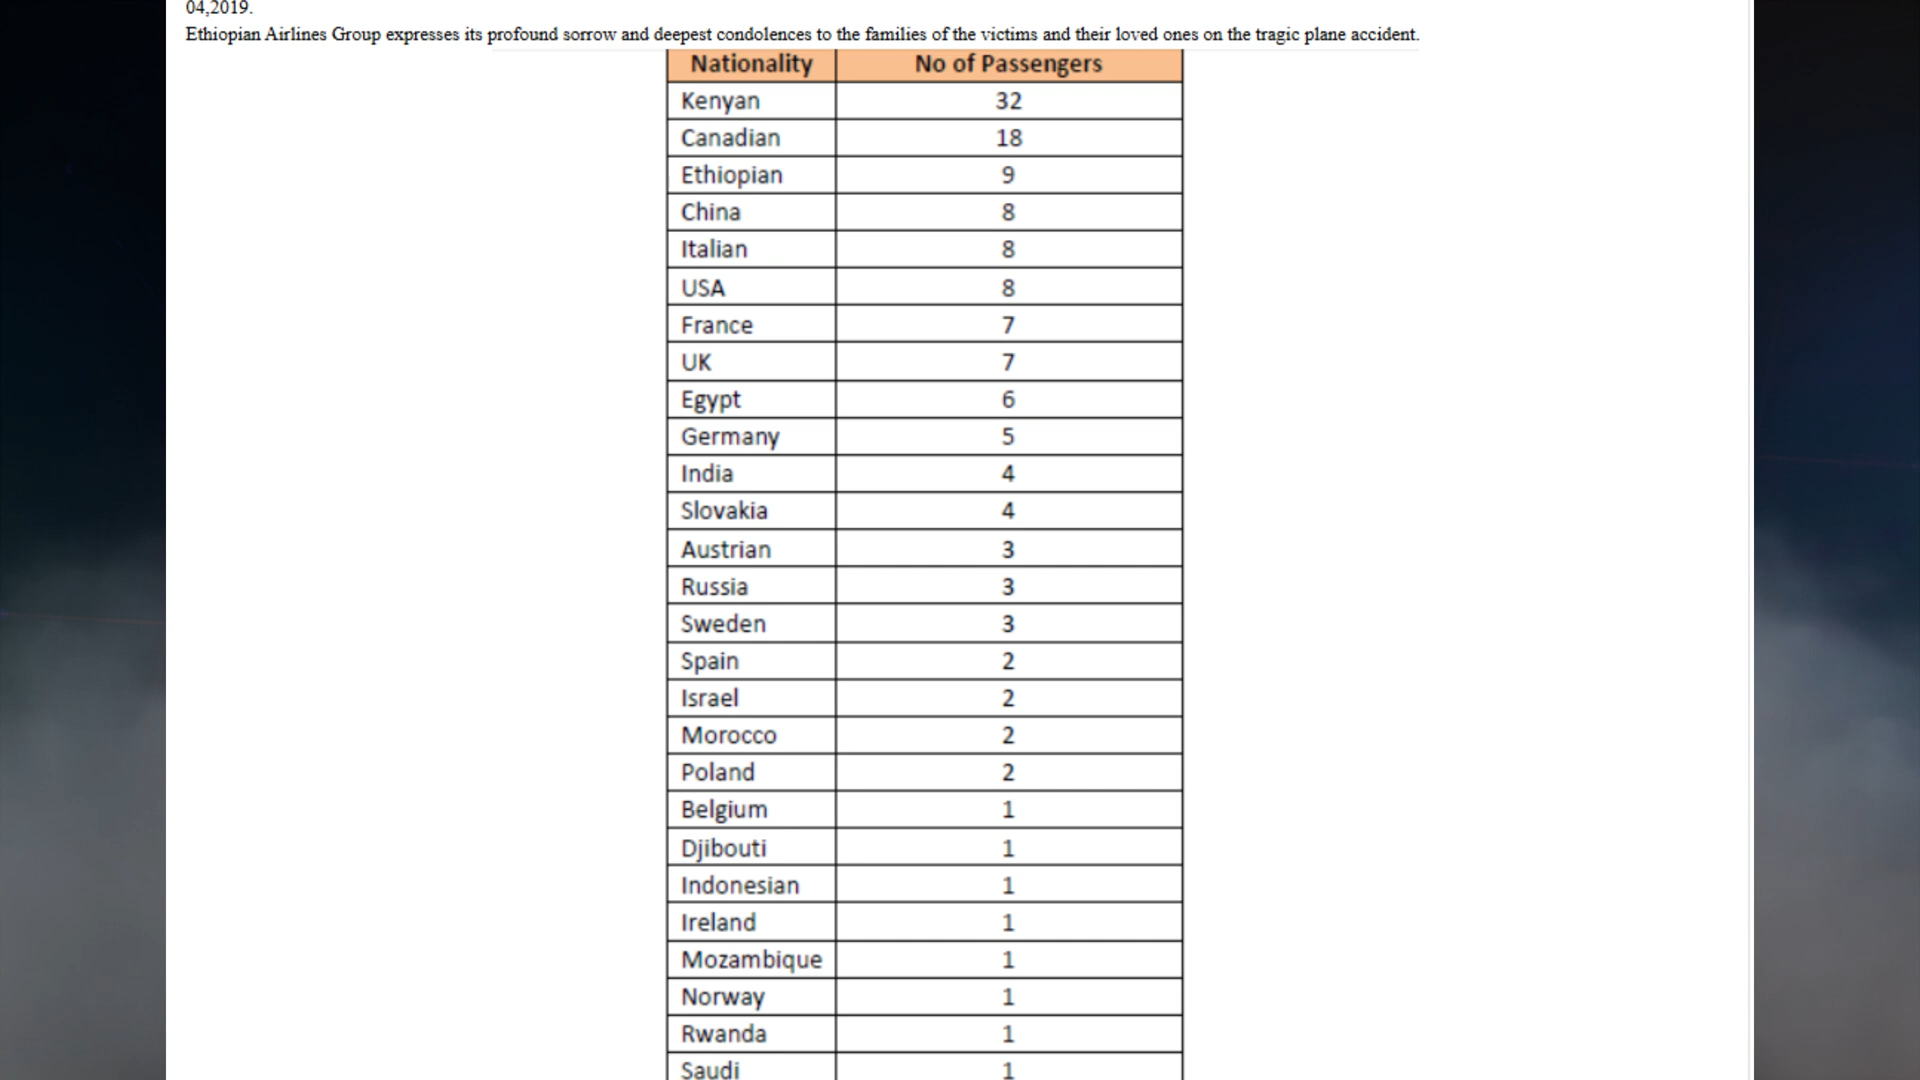 04,2019.
Ethiopian Airlines Group expresses its profound sorrow and deepest condolences to the families of the victims and their loved ones on the tragic plane accident.
Nationality No of Passengers
Kenyan 32
Canadian 18
Ethiopian 9
China 8
Italian 8
USA 8
France 7
UK 7
Egypt 6
Germany 5
India 4
Slovakia 4
Austrian 3
Russia 3
Sweden 3
Spain 2
Israel 2
Morocco 2
Poland 2
Belgium 1
Djibouti 1
Indonesian 1
Ireland 1
Mozambique 1
Norway 1
Rwanda 1
Saudi 1